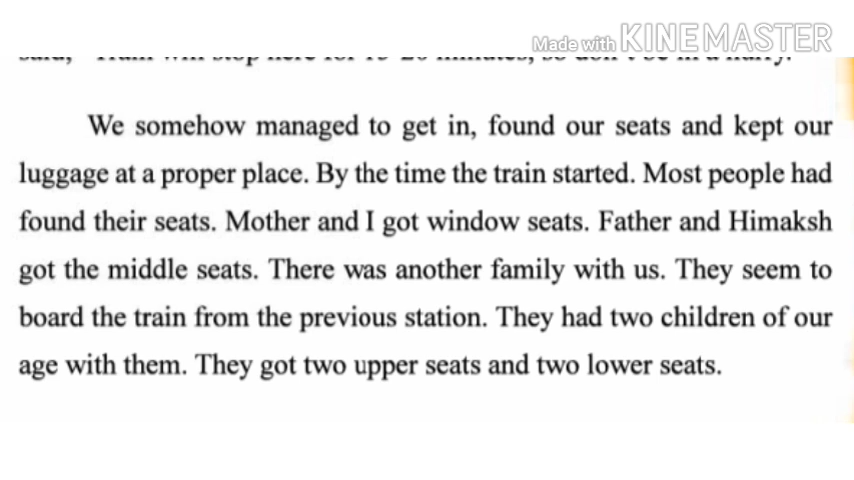 Made with KINEMASTER
We somehow managed to get in, found our seats and kept our
luggage at a proper place. By the time the train started. Most people had
found their seats. Mother and I got window seats. Father and Himaksh
got the middle seats. There was another family with us. They seem to
board the train from the previous station. They had two children of our
age with them. They got two upper seats and two lower seats.